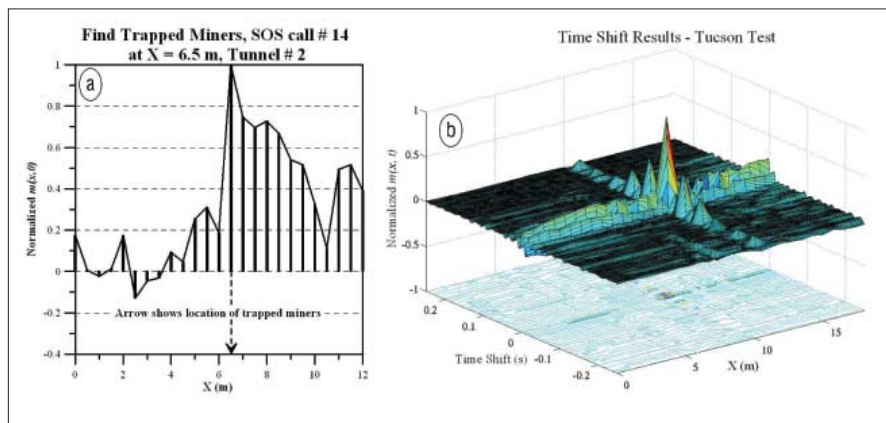 Find Trapped Miners, SOS call # 14
at X = 6.5 m, Tunnel # 2
a
Normalized m(x,0)
1
0.8
0.6
0.4
0.2
0
-0.2
-0.4
Arrow shows location of trapped miners
0 2 4 6 8 10 12
X (m)
Time Shift Results - Tucson Test
b
Normalized m(x, t)
1
0.5
0
-0.5
-1
0.2
0.1
0
-0.1
-0.2
Time Shift (s)
0
5
10
15
X (m)